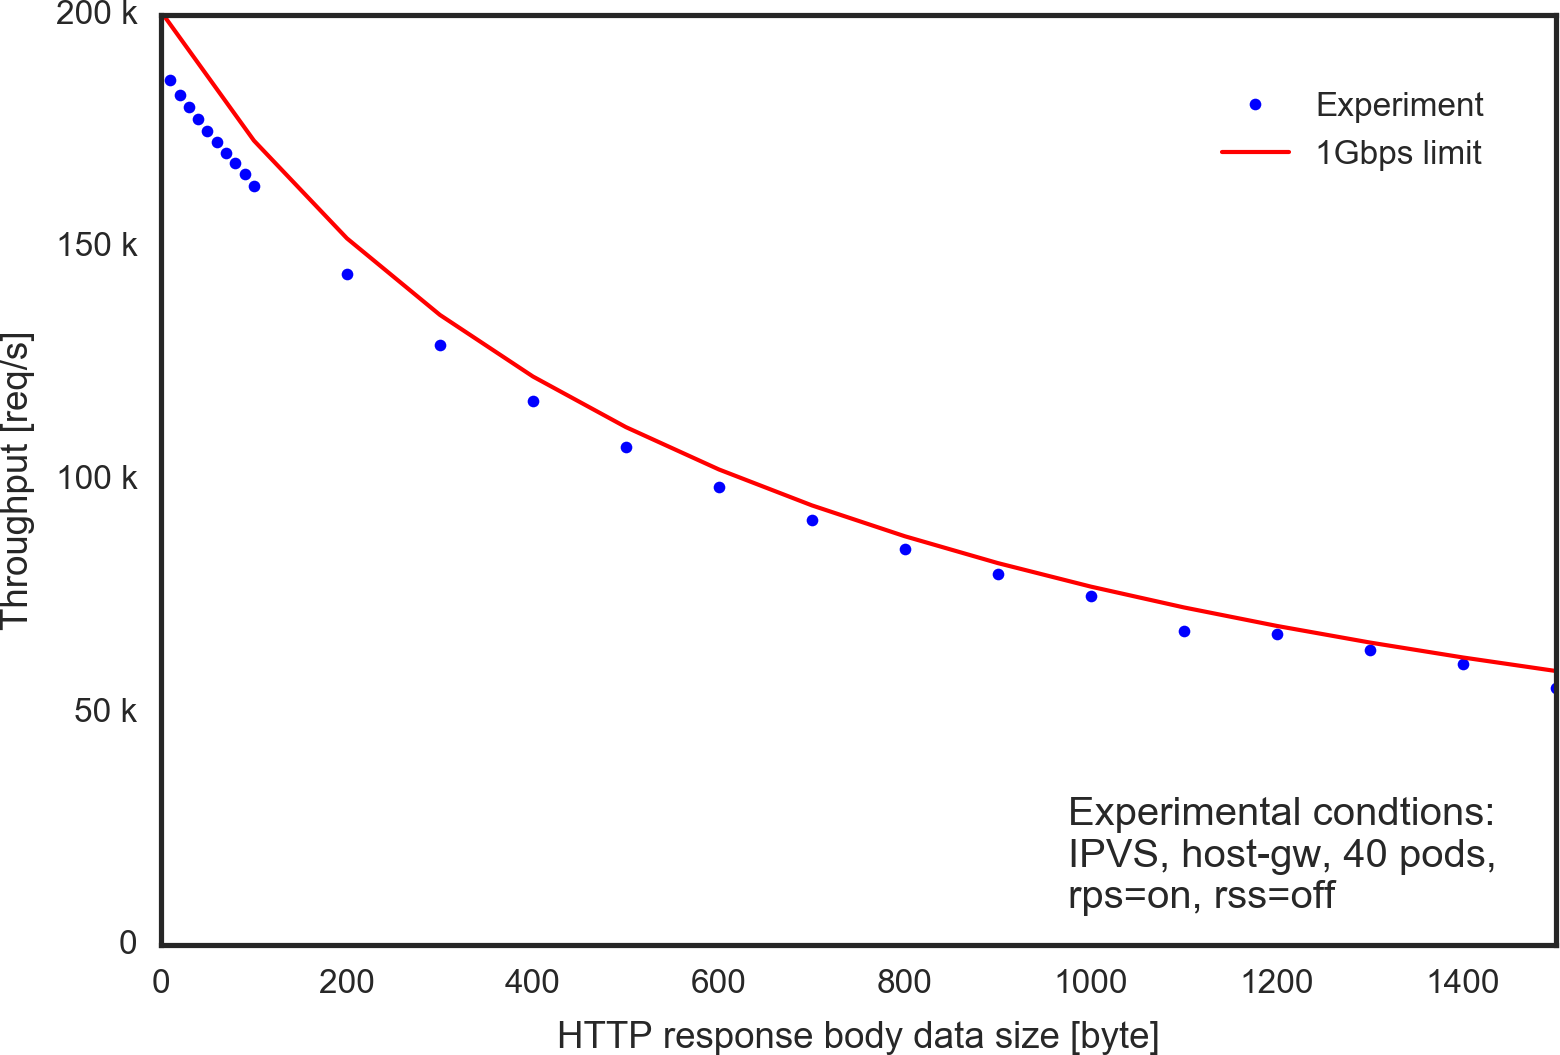 200 k
150 k
100 k
50 k
0
Throughput [req/s]
Experiment
1Gbps limit
Experimental condtions:
IPVS, host-gw, 40 pods,
rps=on, rss=off
0 200 400 600 800 1000 1200 1400
HTTP response body data size [byte]